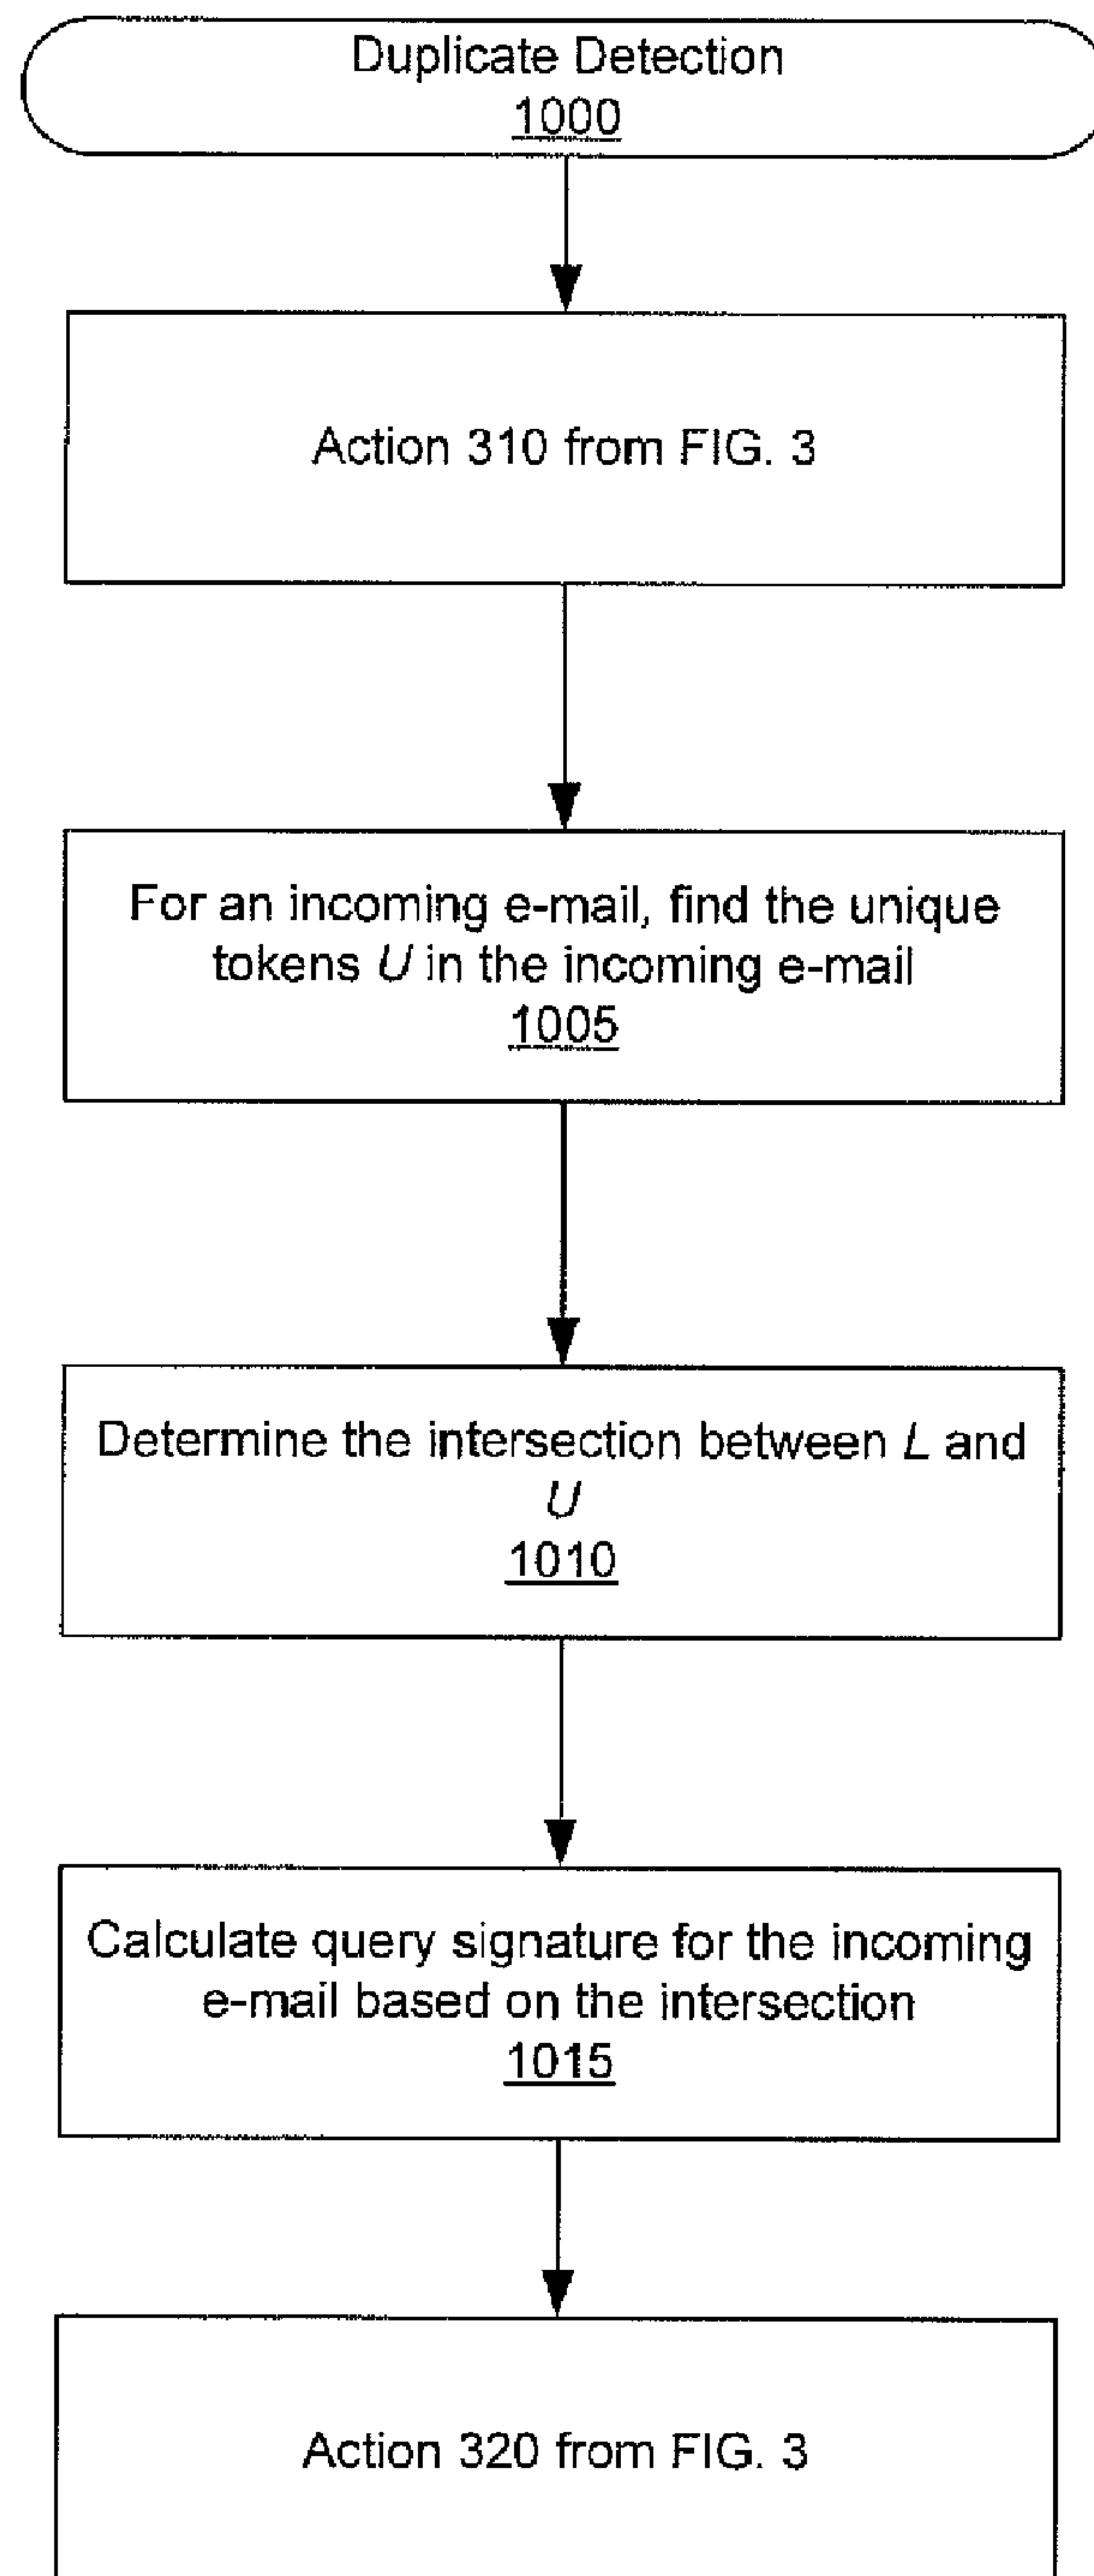 Duplicate Detection
1000
Action 310 from FIG. 3
For an incoming e-mail, find the unique
tokens U in the incoming e-mail
1005
Determine the intersection between L and
U
1010
Calculate query signature for the incoming
e-mail based on the intersection
1015
Action 320 from FIG. 3